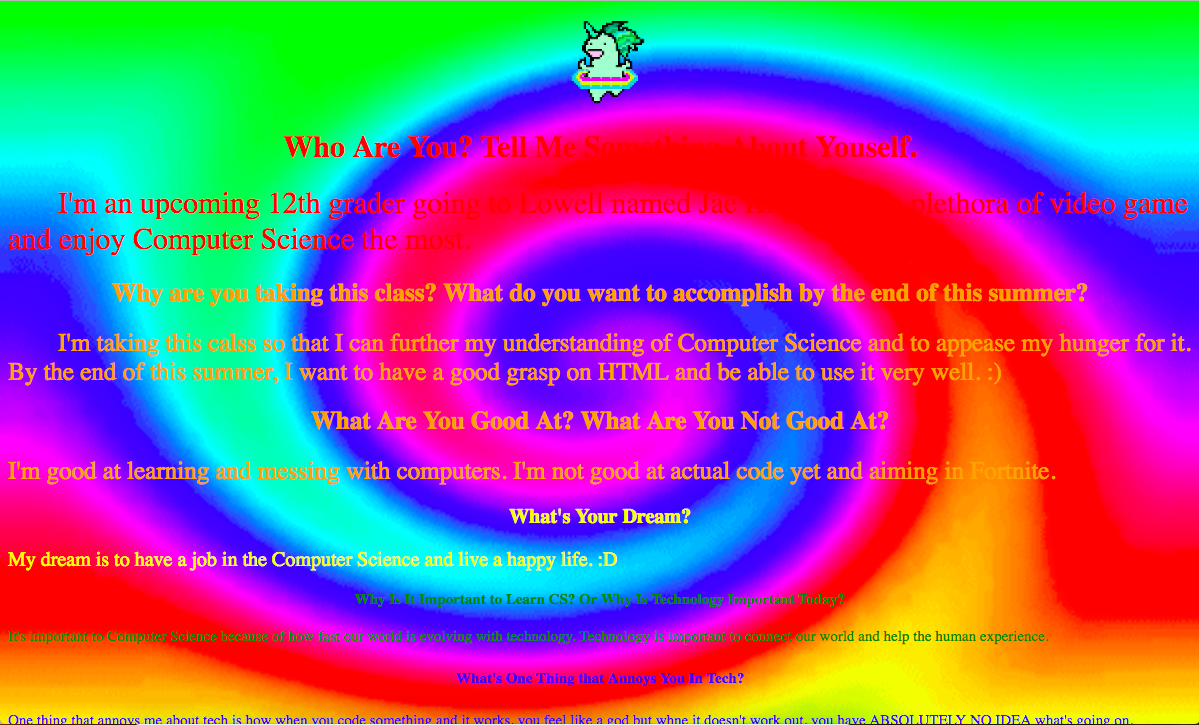 Who Are You? Tell Me Something About Youself.
I'm an upcoming 12th grader going to Lowell named Jae plethora of video game
and enjoy Computer Science the most.
Why are you taking this class? What do you want to accomplish by the end of this summer?
I'm taking this calss so that I can further my understanding of Computer Science and to appease my hunger for it.
By the end of this summer, I want to have a good grasp on HTML and be able to use it very well. :)
What Are You Good At? What Are You Not Good At?
I'm good at learning and messing with computers. I'm not good at actual code yet and aiming in Fortnite.
What's Your Dream?
My dream is to have a job in the Computer Science and live a happy life. :D
Why Is It Important to Learn CS? Or Why Is Technology Important Today?
It's important to Computer Science because of how fast our world is evolving with technology. Technology is important to connect our world and help the human experience.
What's One Thing that Annoys You In Tech?
One thing that annoys me about tech is how when you code something and it works, you feel like a god but whne it doesn't work out, you have ABSOLUTELY NO IDEA what's going on.